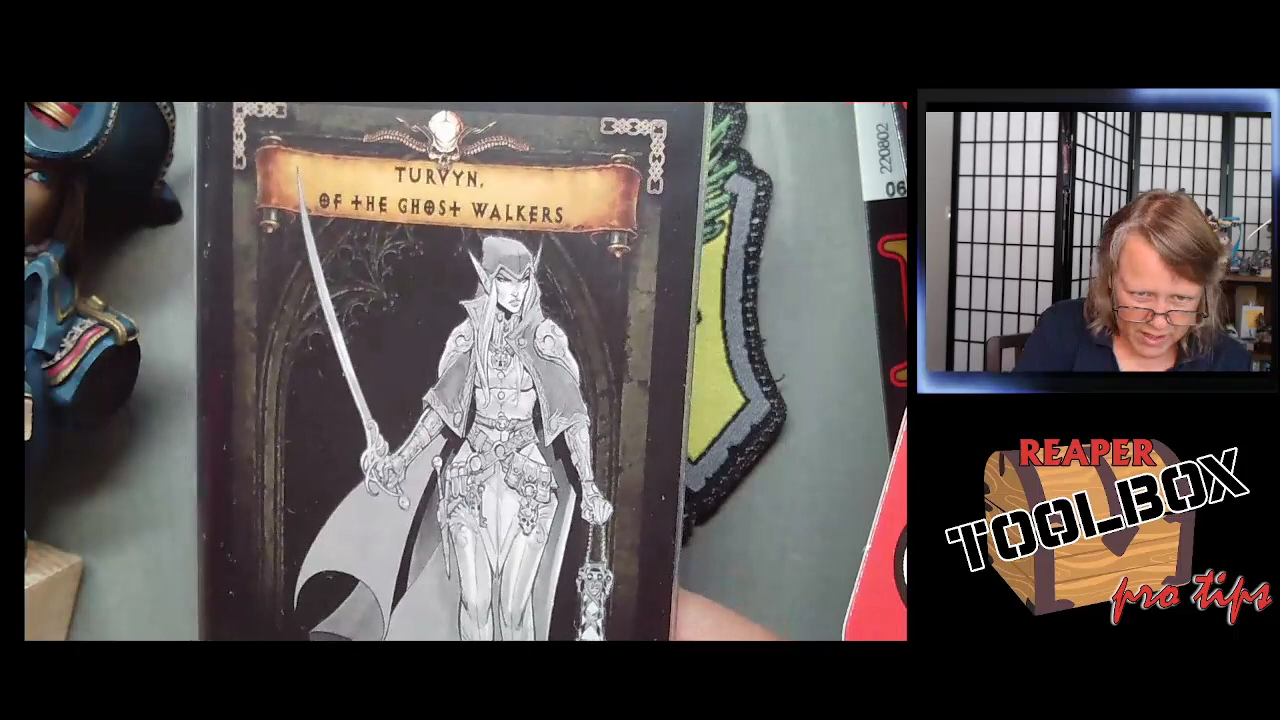 TURVYN,
OF THE GHOST WALKERS
220802
06
REAPER
TOOLBOX
pro tips